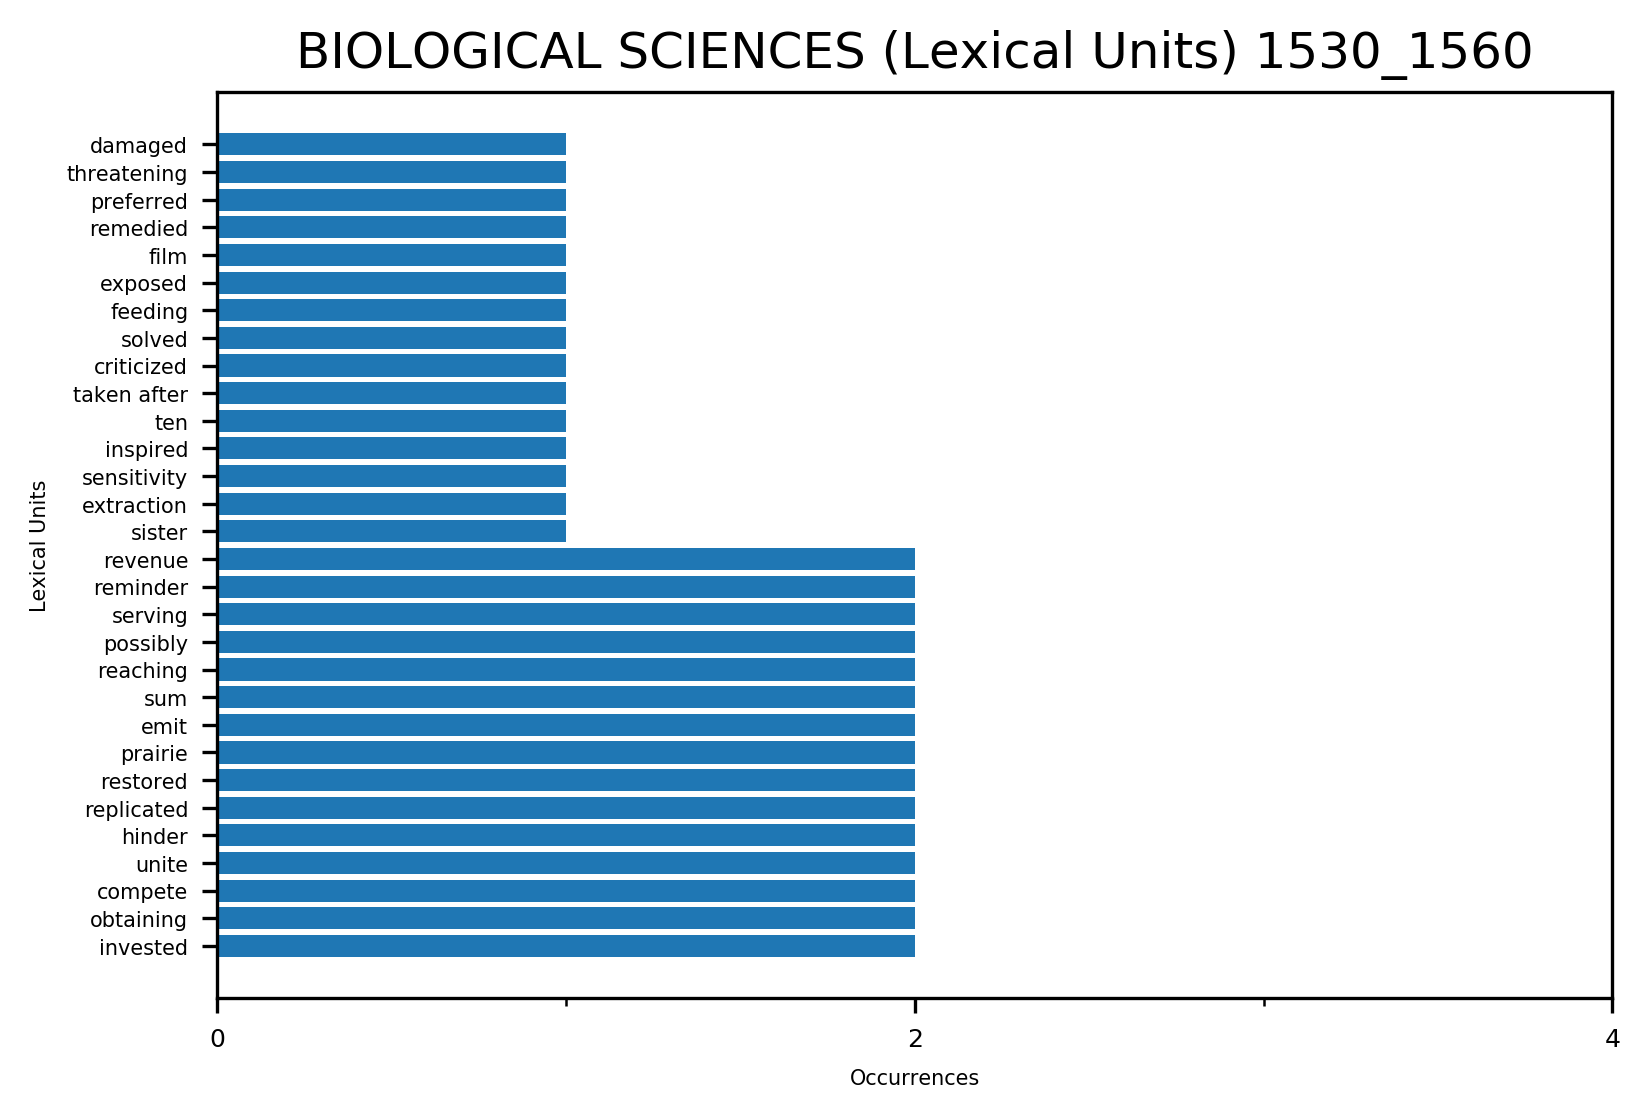 BIOLOGICAL SCIENCES (Lexical Units) 1530_1560
Lexical Units
damaged
threatening
preferred
remedied
film
exposed
feeding
solved
criticized
taken after
ten
inspired
sensitivity
extraction
sister
revenue
reminder
serving
possibly
reaching
sum
emit
prairie
restored
replicated
hinder
unite
compete
obtaining
invested
0 2 4
Occurrences